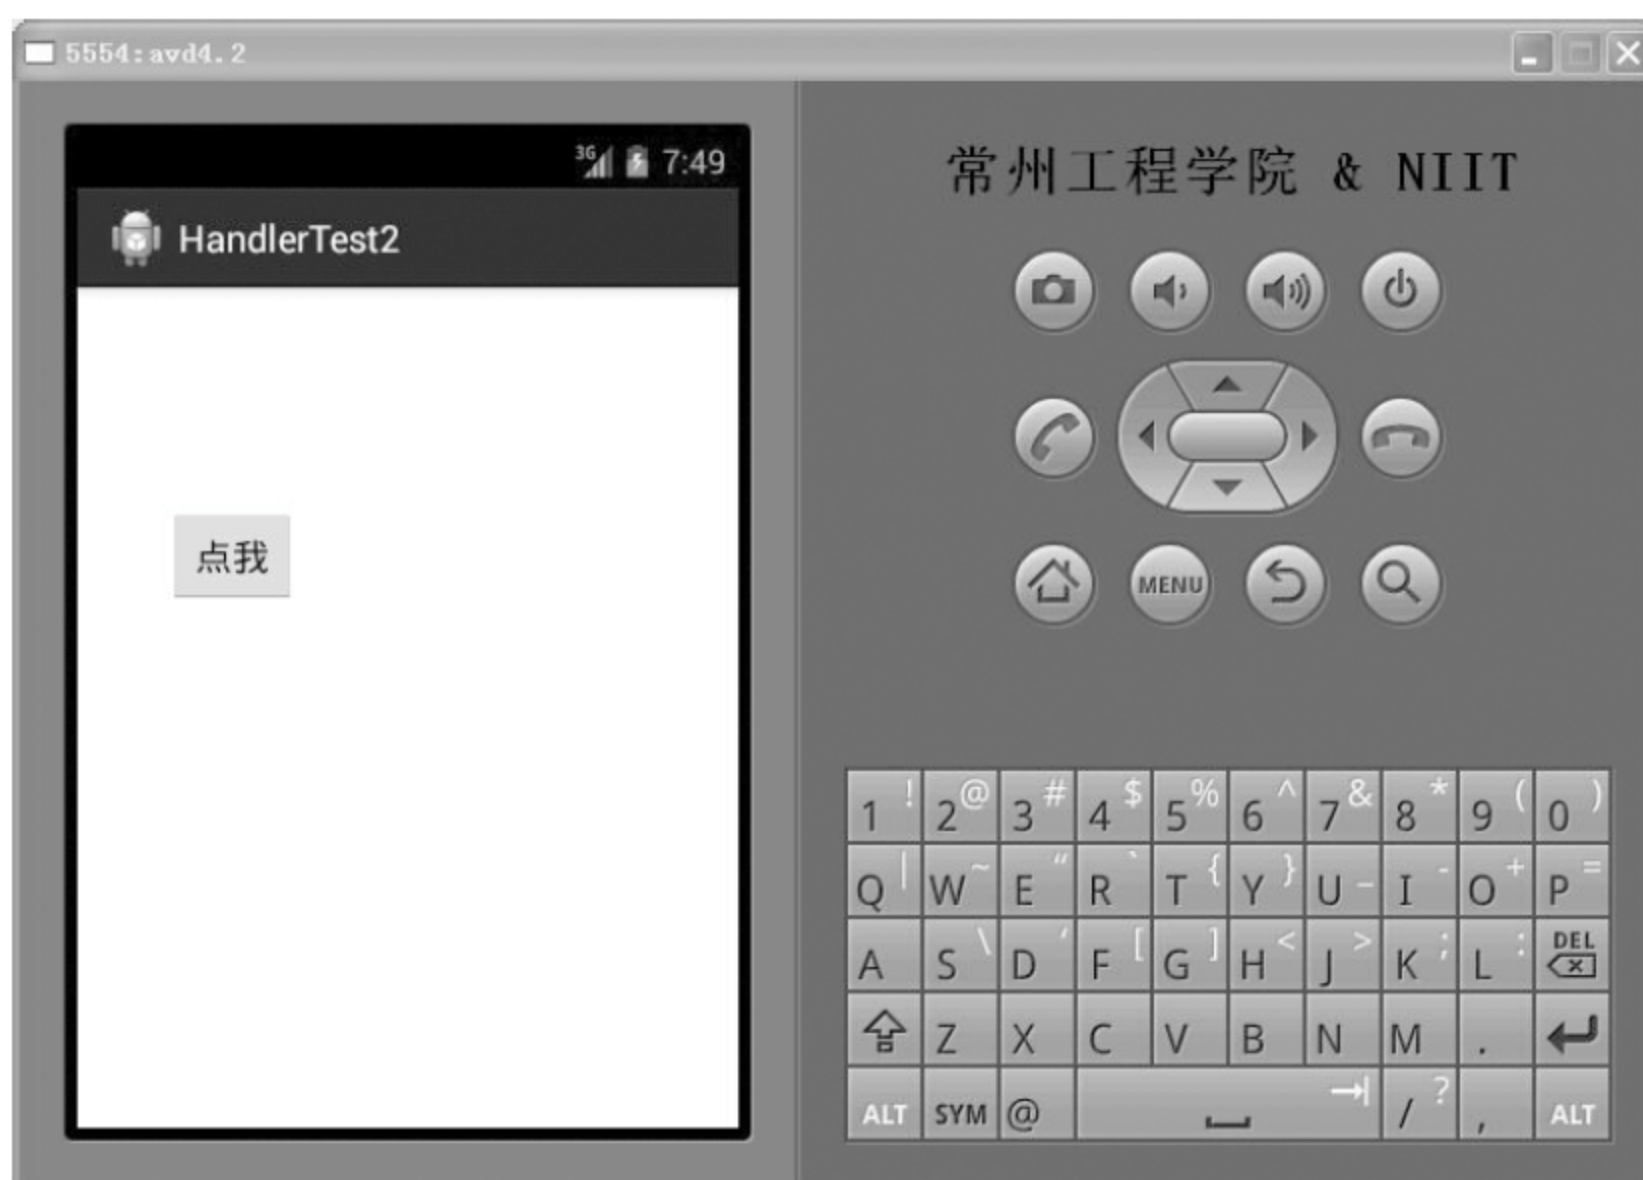 5554:avd4.2
3G 7:49
HandlerTest2
点我
常州工程学院 & NIIT
MENU
1 ! 2 @ 3 # 4 $ 5 % 6 ^ 7 & 8 * 9 ( 0 )
Q | W ~ E “ R ` T { Y } U _ I - O + P =
A S \ D ‘ F [ G ] H < J > K ; L : DEL
Z X C V B N M .
ALT SYM @ / ? , ALT